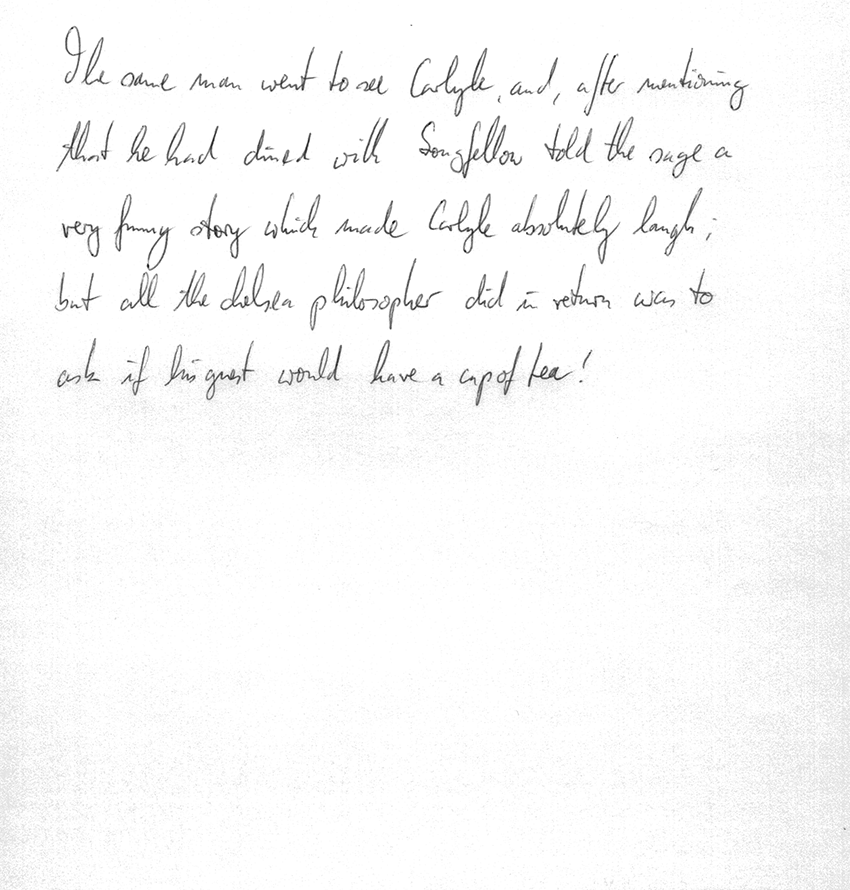 The same man went to see Carlyle, and, after mentioning
that he had dined with Longfellow told the sage a
very funny story which made Carlyle absolutely laugh;
but all the chelsea philosopher did in return was to
ask if his guest would have a cup of tea!